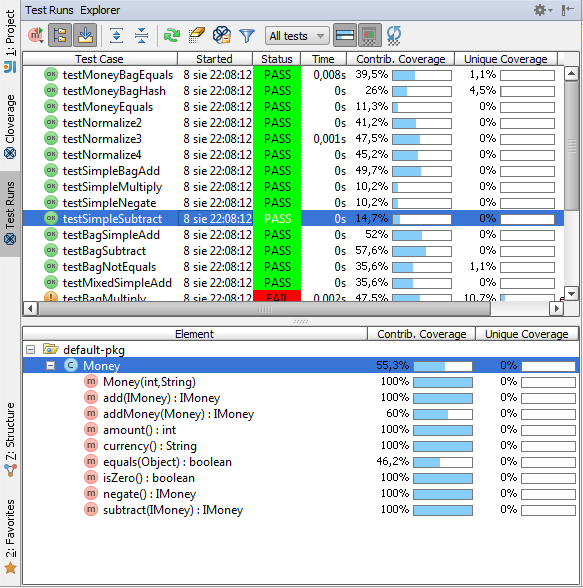 Test Runs Explorer
All tests
Test Case Started Status Time Contrib. Coverage Unique Coverage
testMoneyBagEquals 8 sie 22:08:12 PASS 0,008s 39,5% 1,1%
testMoneyBagHash 8 sie 22:08:12 PASS 0s 26% 4,5%
testMoneyEquals 8 sie 22:08:12 PASS 0s 11,3% 0%
testNormalize2 8 sie 22:08:12 PASS 0s 41,2% 0%
testNormalize3 8 sie 22:08:12 PASS 0,001s 47,5% 0%
testNormalize4 8 sie 22:08:12 PASS 0s 45,2% 0%
testSimpleBagAdd 8 sie 22:08:12 PASS 0s 49,7% 0%
testSimpleMultiply 8 sie 22:08:12 PASS 0s 10,2% 0%
testSimpleNegate 8 sie 22:08:12 PASS 0s 10,2% 0%
testSimpleSubtract 8 sie 22:08:12 PASS 0s 14,7% 0%
testBagSimpleAdd 8 sie 22:08:12 PASS 0s 52% 0%
testBagSubtract 8 sie 22:08:12 PASS 0s 57,6% 0%
testBagNotEquals 8 sie 22:08:12 PASS 0s 35,6% 1,1%
testMixedSimpleAdd 8 sie 22:08:12 PASS 0s 35,6% 0%
testBagMultiply 8 sie 22:08:12 FAIL 0,002s 47,5% 10,7%
Element Contrib. Coverage Unique Coverage
default-pkg
Money 55,3% 0%
Money(int,String) 100% 0%
add(IMoney) : IMoney 100% 0%
addMoney(Money) : IMoney 60% 0%
amount() : int 100% 0%
currency() : String 100% 0%
equals(Object) : boolean 46,2% 0%
isZero() : boolean 100% 0%
negate() : IMoney 100% 0%
subtract(IMoney) : IMoney 100% 0%
1: Project
Cloverage
Test Runs
7: Structure
2: Favorites